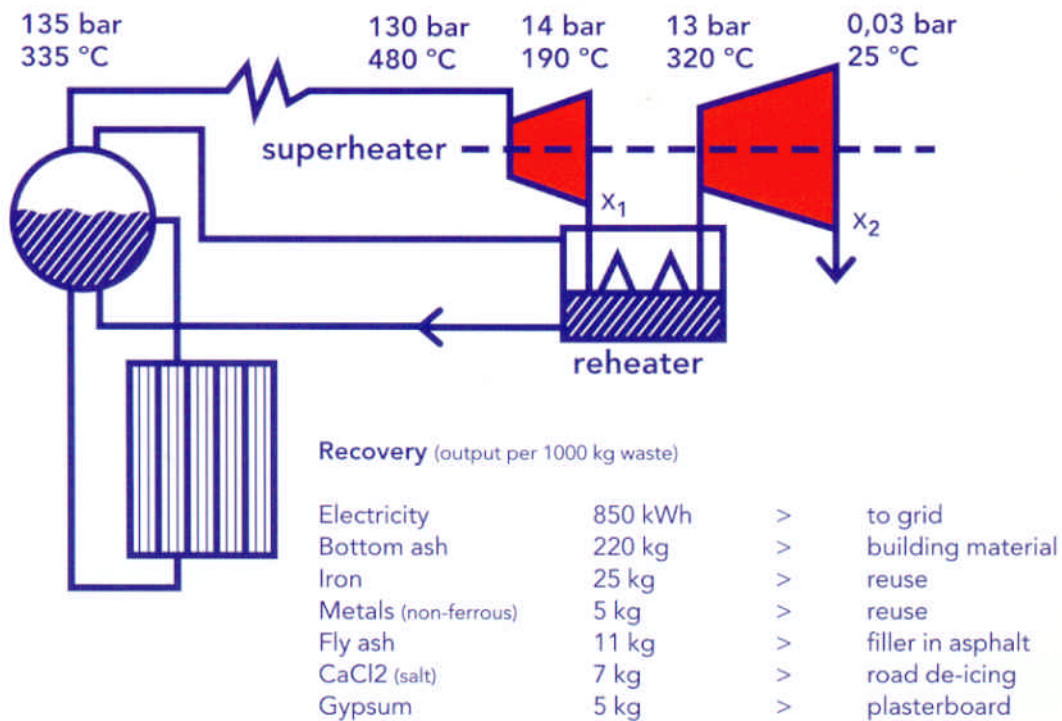 135 bar 130 bar 14 bar 13 bar 0,03 bar
335 °C 480 °C 190 °C 320 °C 25 °C
superheater
x1
x2
reheater
Recovery (output per 1000 kg waste)
Electricity 850 kWh > to grid
Bottom ash 220 kg > building material
Iron 25 kg > reuse
Metals (non-ferrous) 5 kg > reuse
Fly ash 11 kg > filler in asphalt
CaCl2 (salt) 7 kg > road de-icing
Gypsum 5 kg > plasterboard